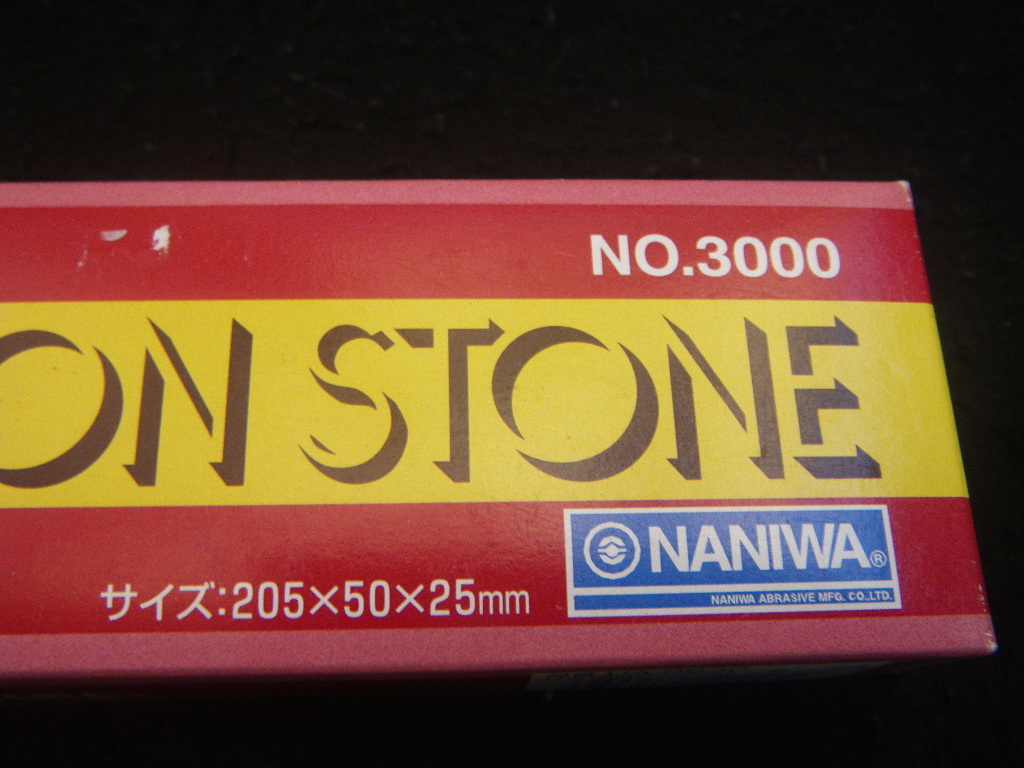 NO.3000
ON STONE
NANIWA®
サイズ:205×50×25mm
NANIWA ABRASIVE MFG. CO.,LTD.